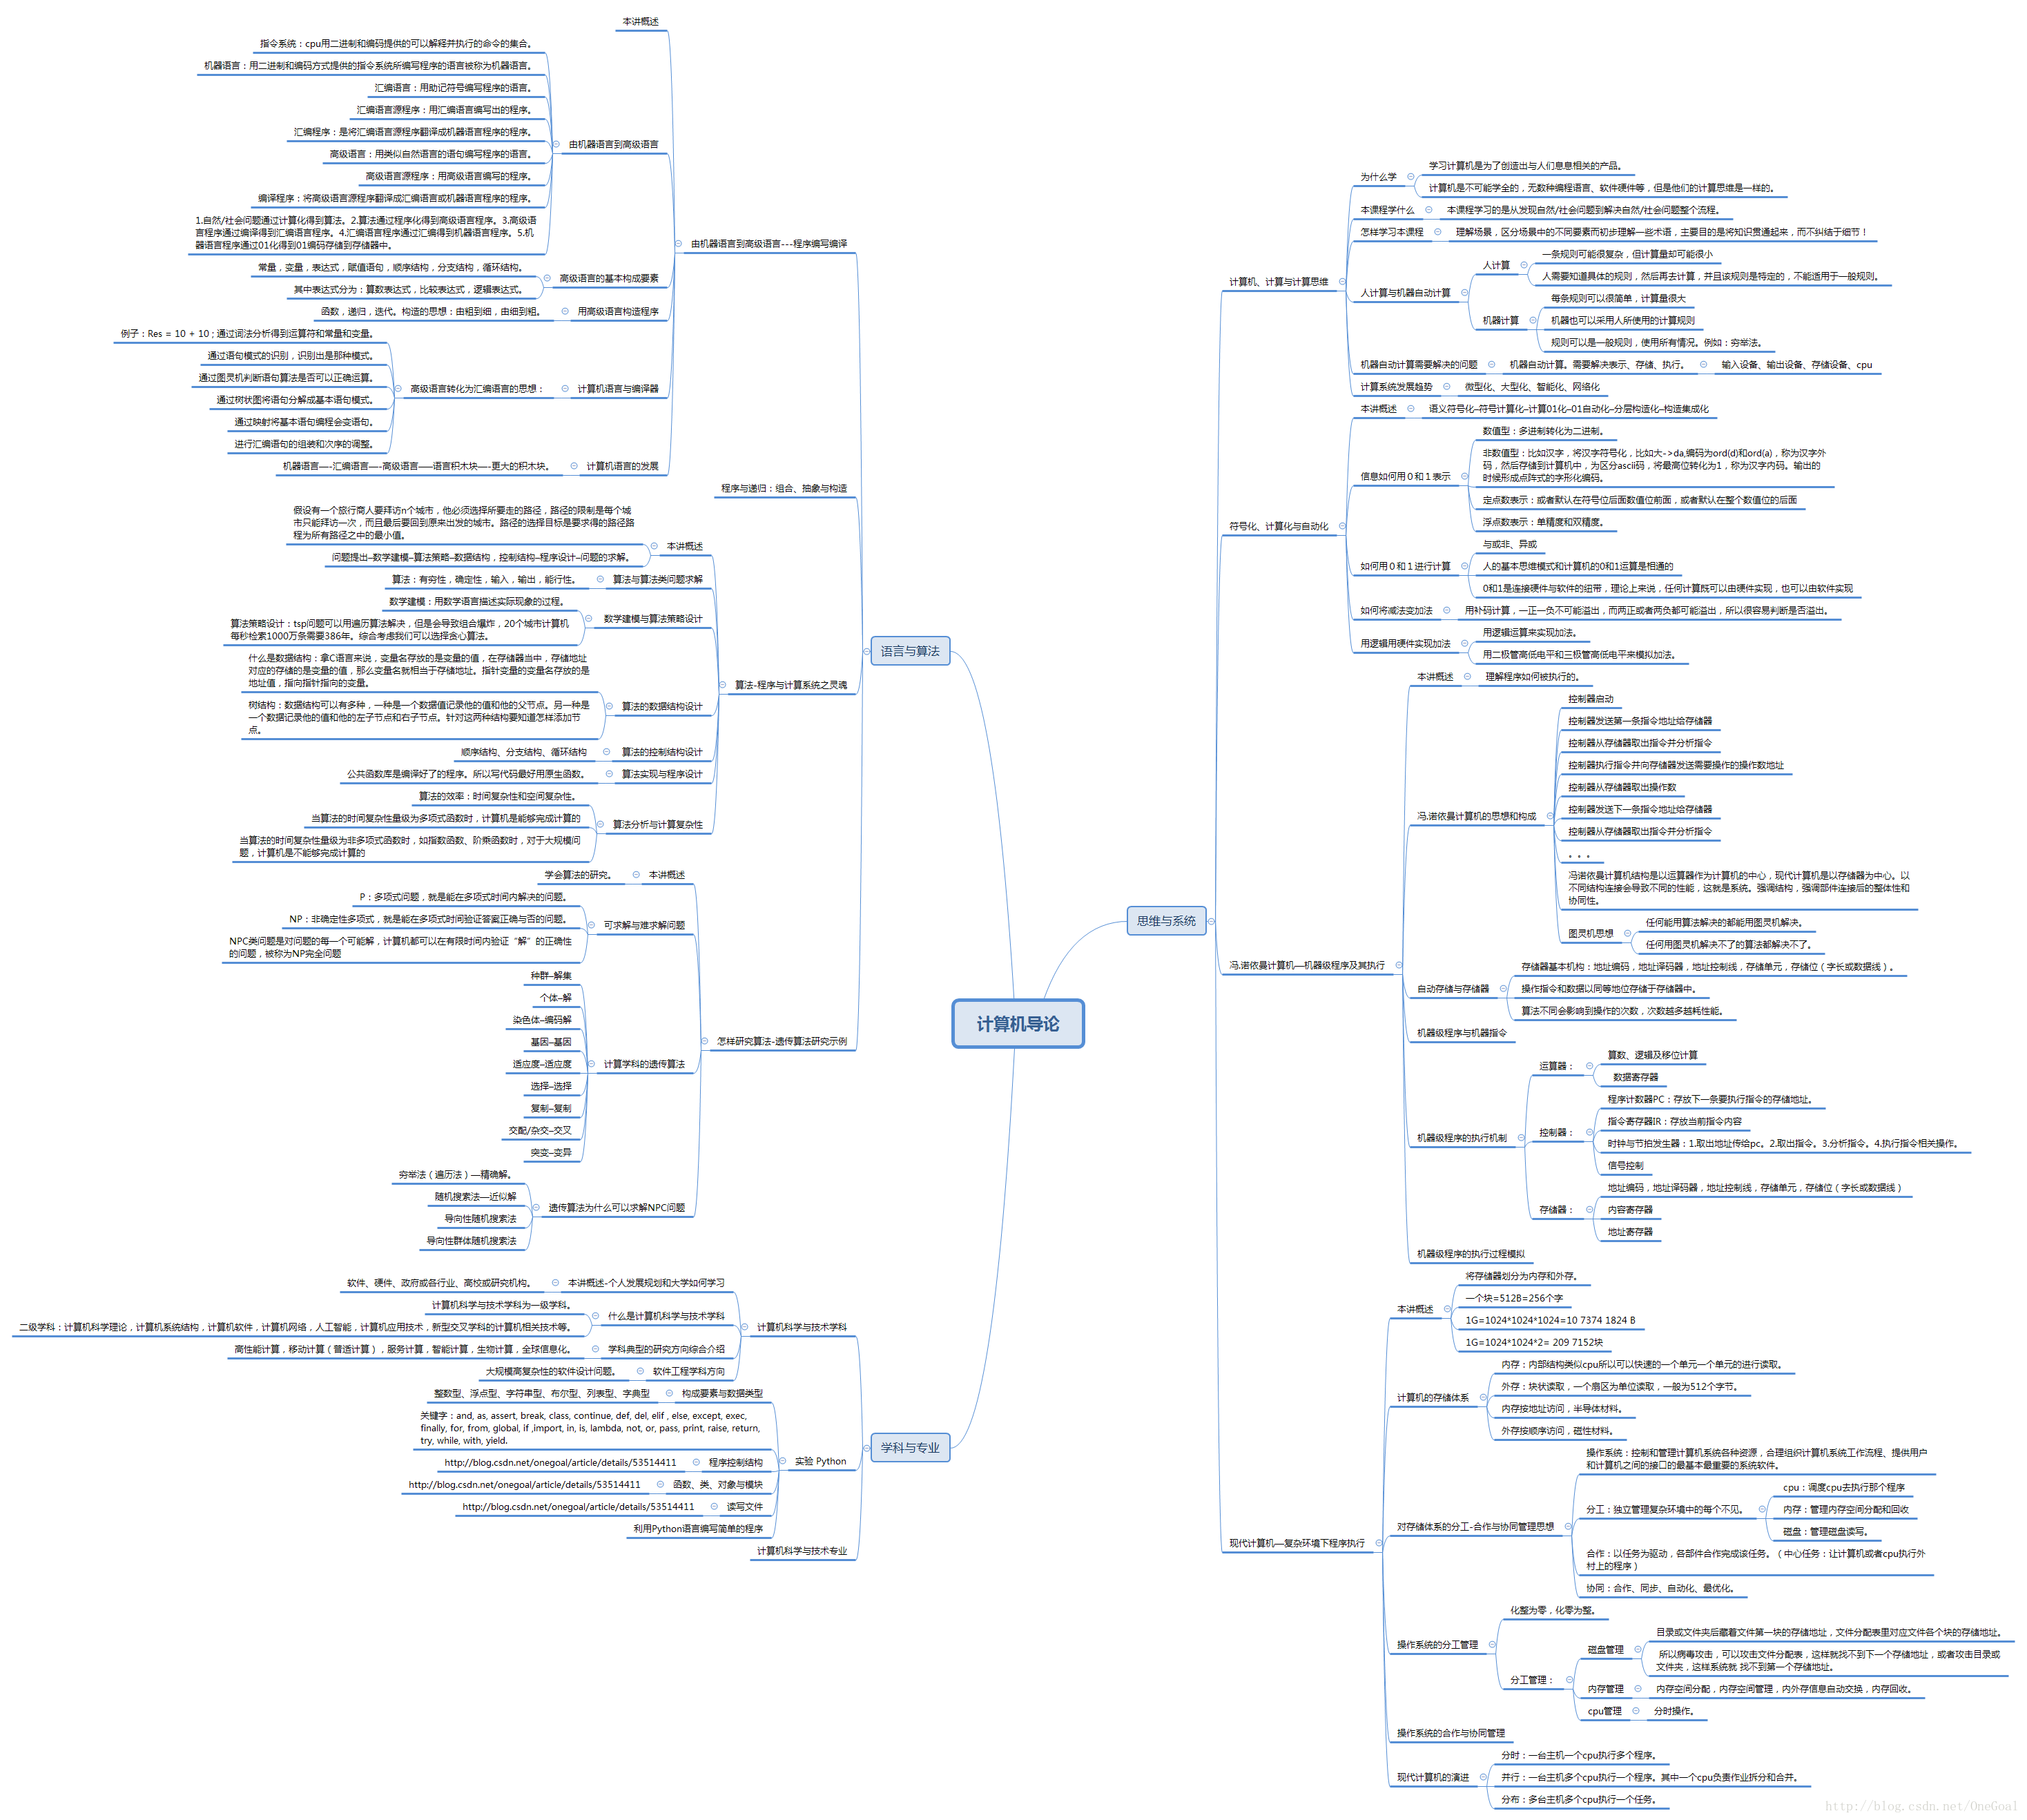 计算机导论
思维与系统
计算机、计算与计算思维
为什么学
学习计算机是为了创造出与人们息息相关的产品。
计算机是不可能学全的，无数种编程语言、软件硬件等，但是他们的计算思维是一样的。
本课程学什么
本课程学习的是从发现自然/社会问题到解决自然/社会问题整个流程。
怎样学习本课程
理解场景，区分场景中的不同要素而初步理解一些术语，主要目的是将知识贯通起来，而不纠结于细节！
人计算与机器自动计算
人计算
一条规则可能很复杂，但计算量却可能很小
人需要知道具体的规则，然后再去计算，并且该规则是特定的，不能适用于一般规则。
机器计算
每条规则可以很简单，计算量很大
机器也可以采用人所使用的计算规则
规则可以是一般规则，使用所有情况。例如：穷举法。
机器自动计算需要解决的问题
机器自动计算。需要解决表示、存储、执行。
输入设备、输出设备、存储设备、cpu
计算系统发展趋势
微型化、大型化、智能化、网络化
符号化、计算化与自动化
本讲概述
语义符号化–符号计算化–计算01化–01自动化–分层构造化–构造集成化
信息如何用０和１表示
数值型：多进制转化为二进制。
非数值型：比如汉字，将汉字符号化，比如大->da,编码为ord(d)和ord(a)，称为汉字外
码，然后存储到计算机中，为区分ascii码，将最高位转化为1，称为汉字内码。输出的
时候形成点阵式的字形化编码。
定点数表示：或者默认在符号位后面数值位前面，或者默认在整个数值位的后面
浮点数表示：单精度和双精度。
如何用０和１进行计算
与或非、异或
人的基本思维模式和计算机的0和1运算是相通的
0和1是连接硬件与软件的纽带，理论上来说，任何计算既可以由硬件实现，也可以由软件实现
如何将减法变加法
用补码计算，一正一负不可能溢出，而两正或者两负都可能溢出，所以很容易判断是否溢出。
用逻辑用硬件实现加法
用逻辑运算来实现加法。
用二极管高低电平和三极管高低电平来模拟加法。
冯.诺依曼计算机—机器级程序及其执行
本讲概述
理解程序如何被执行的。
冯.诺依曼计算机的思想和构成
控制器启动
控制器发送第一条指令地址给存储器
控制器从存储器取出指令并分析指令
控制器执行指令并向存储器发送需要操作的操作数地址
控制器从存储器取出操作数
控制器发送下一条指令地址给存储器
控制器从存储器取出指令并分析指令
。。。
冯诺依曼计算机结构是以运算器作为计算机的中心，现代计算机是以存储器为中心。以
不同结构连接会导致不同的性能，这就是系统。强调结构，强调部件连接后的整体性和
协同性。
图灵机思想
任何能用算法解决的都能用图灵机解决。
任何用图灵机解决不了的算法都解决不了。
自动存储与存储器
存储器基本机构：地址编码，地址译码器，地址控制线，存储单元，存储位（字长或数据线）。
操作指令和数据以同等地位存储于存储器中。
算法不同会影响到操作的次数，次数越多越耗性能。
机器级程序与机器指令
机器级程序的执行机制
运算器：
算数、逻辑及移位计算
数据寄存器
控制器：
程序计数器PC：存放下一条要执行指令的存储地址。
指令寄存器IR：存放当前指令内容
时钟与节拍发生器：1.取出地址传给pc。2.取出指令。3.分析指令。4.执行指令相关操作。
信号控制
存储器：
地址编码，地址译码器，地址控制线，存储单元，存储位（字长或数据线）
内容寄存器
地址寄存器
机器级程序的执行过程模拟
现代计算机—复杂环境下程序执行
本讲概述
将存储器划分为内存和外存。
一个块=512B=256个字
1G=1024*1024*1024=10 7374 1824 B
1G=1024*1024*2= 209 7152块
计算机的存储体系
内存：内部结构类似cpu所以可以快速的一个单元一个单元的进行读取。
外存：块状读取，一个扇区为单位读取，一般为512个字节。
内存按地址访问，半导体材料。
外存按顺序访问，磁性材料。
对存储体系的分工-合作与协同管理思想
操作系统：控制和管理计算机系统各种资源，合理组织计算机系统工作流程、提供用户
和计算机之间的接口的最基本最重要的系统软件。
分工：独立管理复杂环境中的每个不见。
cpu：调度cpu去执行那个程序
内存：管理内存空间分配和回收
磁盘：管理磁盘读写。
合作：以任务为驱动，各部件合作完成该任务。（中心任务：让计算机或者cpu执行外
村上的程序）
协同：合作、同步、自动化、最优化。
操作系统的分工管理
化整为零，化零为整。
分工管理：
磁盘管理
目录或文件夹后藏着文件第一块的存储地址，文件分配表里对应文件各个块的存储地址。
所以病毒攻击，可以攻击文件分配表，这样就找不到下一个存储地址，或者攻击目录或
文件夹，这样系统就 找不到第一个存储地址。
内存管理
内存空间分配，内存空间管理，内外存信息自动交换，内存回收。
cpu管理
分时操作。
操作系统的合作与协同管理
现代计算机的演进
分时：一台主机一个cpu执行多个程序。
并行：一台主机多个cpu执行一个程序。其中一个cpu负责作业拆分和合并。
分布：多台主机多个cpu执行一个任务。
语言与算法
由机器语言到高级语言---程序编写编译
本讲概述
由机器语言到高级语言
指令系统：cpu用二进制和编码提供的可以解释并执行的命令的集合。
机器语言：用二进制和编码方式提供的指令系统所编写程序的语言被称为机器语言。
汇编语言：用助记符号编写程序的语言。
汇编语言源程序：用汇编语言编写出的程序。
汇编程序：是将汇编语言源程序翻译成机器语言程序的程序。
高级语言：用类似自然语言的语句编写程序的语言。
高级语言源程序：用高级语言编写的程序。
编译程序：将高级语言源程序翻译成汇编语言或机器语言程序的程序。
1.自然/社会问题通过计算化得到算法。2.算法通过程序化得到高级语言程序。3.高级语
言程序通过编译得到汇编语言程序。4.汇编语言程序通过汇编得到机器语言程序。5.机
器语言程序通过01化得到01编码存储到存储器中。
高级语言的基本构成要素
常量，变量，表达式，赋值语句，顺序结构，分支结构，循环结构。
其中表达式分为：算数表达式，比较表达式，逻辑表达式。
用高级语言构造程序
函数，递归，迭代。构造的思想：由粗到细，由细到粗。
计算机语言与编译器
高级语言转化为汇编语言的思想：
例子：Res = 10 + 10 ; 通过词法分析得到运算符和常量和变量。
通过语句模式的识别，识别出是那种模式。
通过图灵机判断语句算法是否可以正确运算。
通过树状图将语句分解成基本语句模式。
通过映射将基本语句编程会变语句。
进行汇编语句的组装和次序的调整。
计算机语言的发展
机器语言—-汇编语言—-高级语言—–语言积木块—-更大的积木块。
程序与递归：组合、抽象与构造
算法-程序与计算系统之灵魂
本讲概述
假设有一个旅行商人要拜访n个城市，他必须选择所要走的路径，路径的限制是每个城
市只能拜访一次，而且最后要回到原来出发的城市。路径的选择目标是要求得的路径路
程为所有路径之中的最小值。
问题提出–数学建模–算法策略–数据结构，控制结构–程序设计–问题的求解。
算法与算法类问题求解
算法：有穷性，确定性，输入，输出，能行性。
数学建模与算法策略设计
数学建模：用数学语言描述实际现象的过程。
算法策略设计：tsp问题可以用遍历算法解决，但是会导致组合爆炸，20个城市计算机
每秒检索1000万条需要386年。综合考虑我们可以选择贪心算法。
算法的数据结构设计
什么是数据结构：拿C语言来说，变量名存放的是变量的值，在存储器当中，存储地址
对应的存储的是变量的值，那么变量名就相当于存储地址。指针变量的变量名存放的是
地址值，指向指针指向的变量。
树结构：数据结构可以有多种，一种是一个数据值记录他的值和他的父节点。另一种是
一个数据记录他的值和他的左子节点和右子节点。针对这两种结构要知道怎样添加节
点。
算法的控制结构设计
顺序结构、分支结构、循环结构
算法实现与程序设计
公共函数库是编译好了的程序。所以写代码最好用原生函数。
算法分析与计算复杂性
算法的效率：时间复杂性和空间复杂性。
当算法的时间复杂性量级为多项式函数时，计算机是能够完成计算的
当算法的时间复杂性量级为非多项式函数时，如指数函数、阶乘函数时，对于大规模问
题，计算机是不能够完成计算的
怎样研究算法-遗传算法研究示例
本讲概述
学会算法的研究。
可求解与难求解问题
P：多项式问题，就是能在多项式时间内解决的问题。
NP：非确定性多项式，就是能在多项式时间验证答案正确与否的问题。
NPC类问题是对问题的每一个可能解，计算机都可以在有限时间内验证“解”的正确性
的问题，被称为NP完全问题
计算学科的遗传算法
种群–解集
个体–解
染色体–编码解
基因–基因
适应度–适应度
选择–选择
复制–复制
交配/杂交–交叉
突变–变异
遗传算法为什么可以求解NPC问题
穷举法（遍历法）—精确解。
随机搜索法—近似解
导向性随机搜索法
导向性群体随机搜索法
学科与专业
计算机科学与技术学科
本讲概述-个人发展规划和大学如何学习
软件、硬件、政府或各行业、高校或研究机构。
什么是计算机科学与技术学科
计算机科学与技术学科为一级学科。
二级学科：计算机科学理论，计算机系统结构，计算机软件，计算机网络，人工智能，计算机应用技术，新型交叉学科的计算机相关技术等。
学科典型的研究方向综合介绍
高性能计算，移动计算（普适计算），服务计算，智能计算，生物计算，全球信息化。
软件工程学科方向
大规模高复杂性的软件设计问题。
实验 Python
构成要素与数据类型
整数型、浮点型、字符串型、布尔型、列表型、字典型
关键字：and, as, assert, break, class, continue, def, del, elif , else, except, exec,
finally, for, from, global, if ,import, in, is, lambda, not, or, pass, print, raise, return,
try, while, with, yield.
程序控制结构
http://blog.csdn.net/onegoal/article/details/53514411
函数、类、对象与模块
http://blog.csdn.net/onegoal/article/details/53514411
读写文件
http://blog.csdn.net/onegoal/article/details/53514411
利用Python语言编写简单的程序
计算机科学与技术专业
http://blog.csdn.net/OneGoal